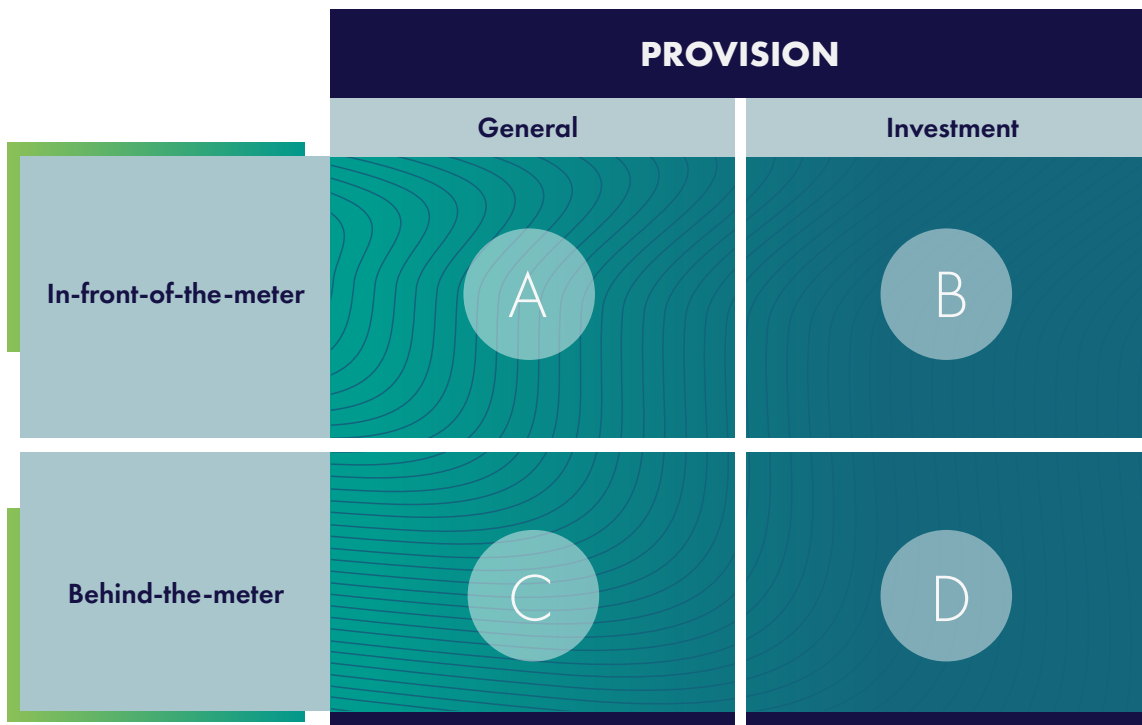 PROVISION
General
Investment
In-front-of-the-meter
A
B
Behind-the-meter
C
D